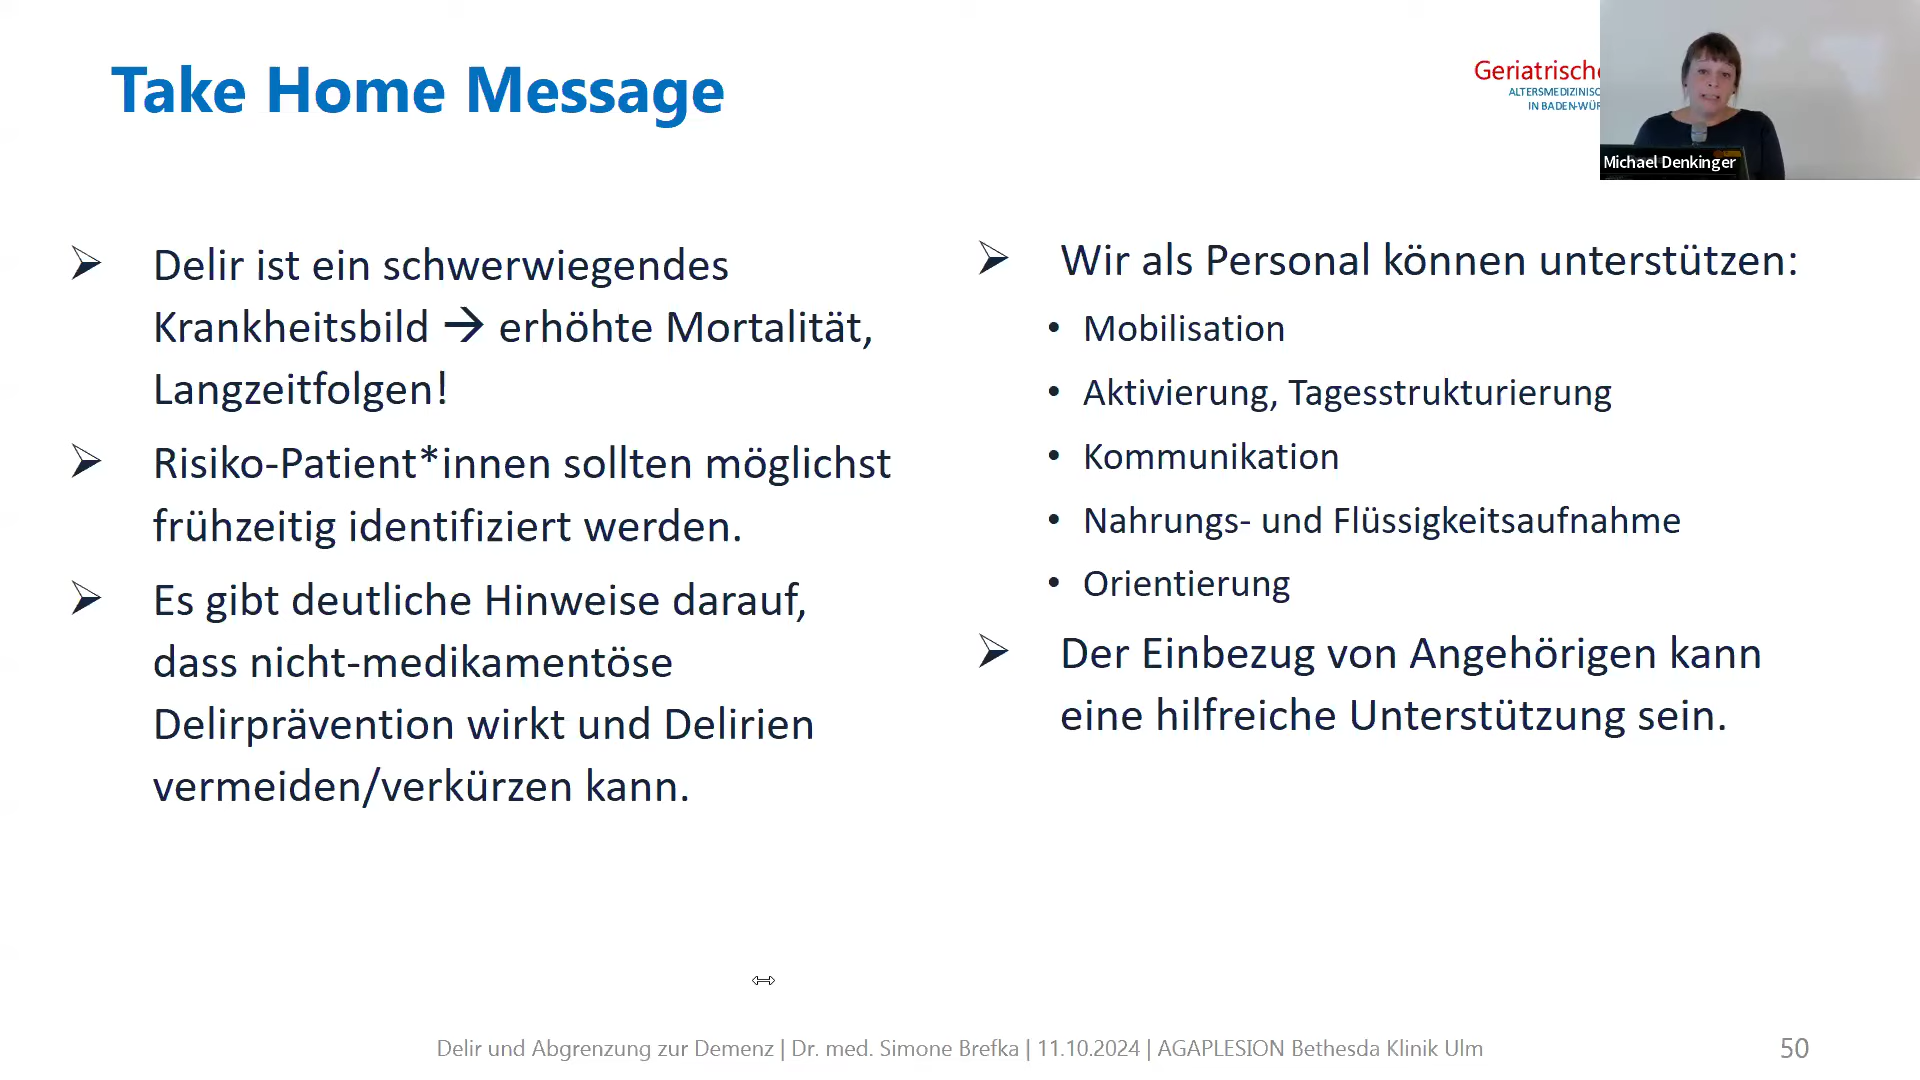 Take Home Message
Geriatrische
ALTERSMEDIZINISC
IN BADEN-WÜR
Michael Denkinger
➢ Delir ist ein schwerwiegendes
Krankheitsbild → erhöhte Mortalität,
Langzeitfolgen!
➢ Risiko-Patient*innen sollten möglichst
frühzeitig identifiziert werden.
➢ Es gibt deutliche Hinweise darauf,
dass nicht-medikamentöse
Delirprävention wirkt und Delirien
vermeiden/verkürzen kann.
➢ Wir als Personal können unterstützen:
• Mobilisation
• Aktivierung, Tagesstrukturierung
• Kommunikation
• Nahrungs- und Flüssigkeitsaufnahme
• Orientierung
➢ Der Einbezug von Angehörigen kann
eine hilfreiche Unterstützung sein.
Delir und Abgrenzung zur Demenz | Dr. med. Simone Brefka | 11.10.2024 | AGAPLESION Bethesda Klinik Ulm
50